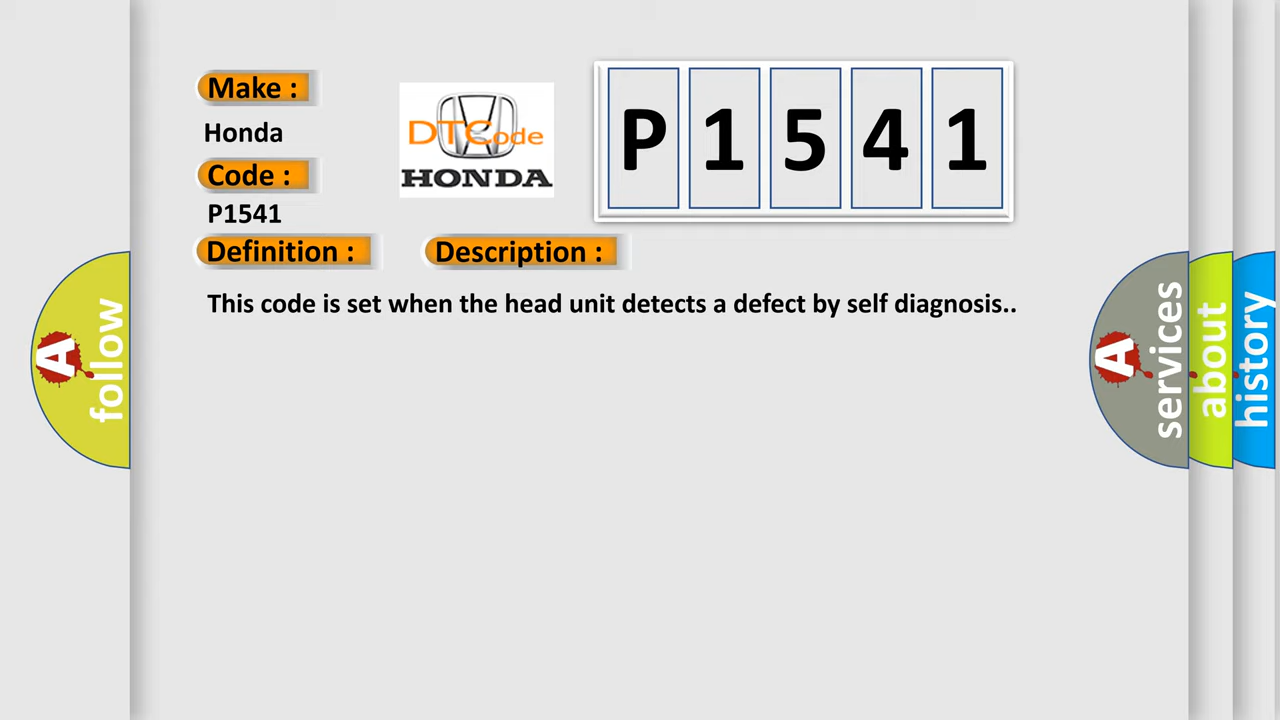 Make :
Honda
Code :
P1541
Definition :
Description :
This code is set when the head unit detects a defect by self diagnosis..
DTCode
HONDA
P 1 5 4 1
A follow
A services
about
history